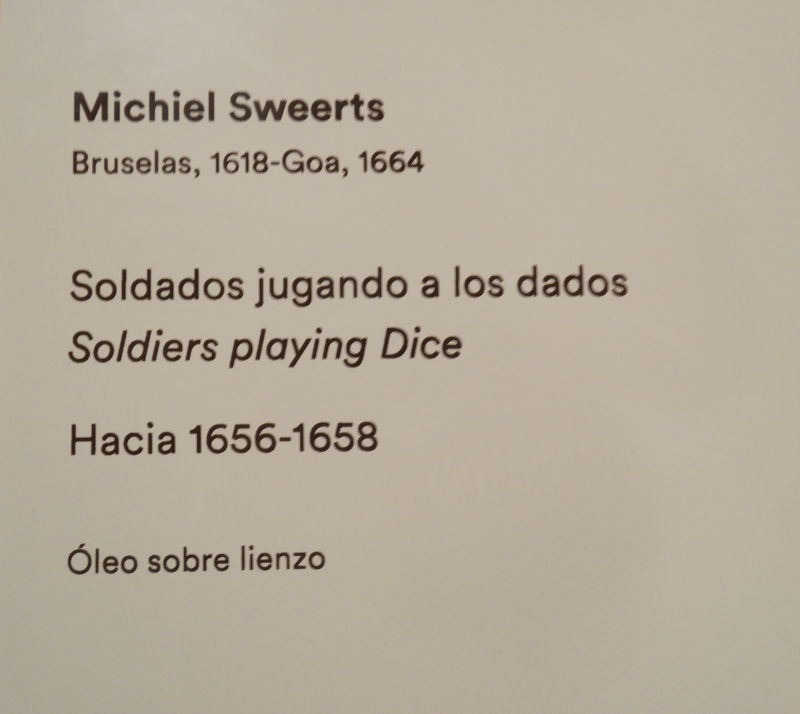 Michiel Sweerts
Bruselas, 1618-Goa, 1664
Soldados jugando a los dados
Soldiers playing Dice
Hacia 1656-1658
Óleo sobre lienzo